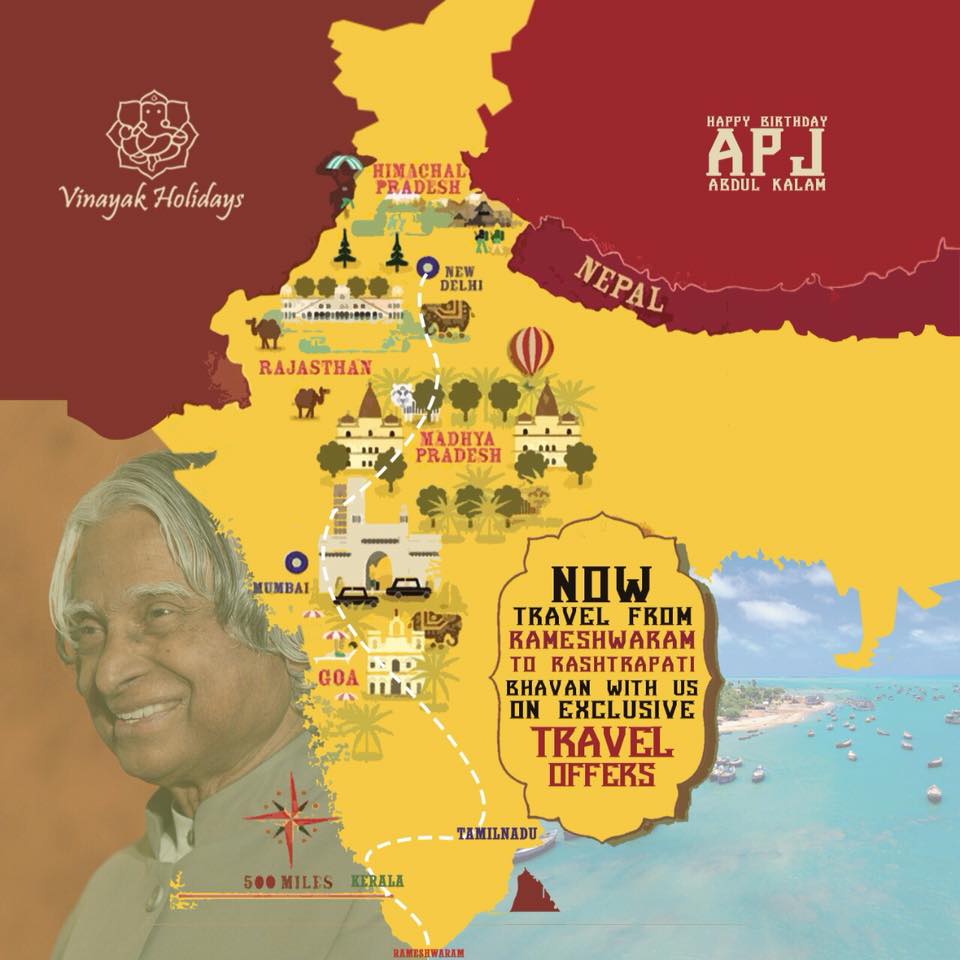 Vinayak Holidays
HAPPY BIRTHDAY
APJ
ABDUL KALAM
HIMACHAL
PRADESH
NEPAL
NEW
DELHI
RAJASTHAN
MADHYA
PRADESH
MUMBAI
GOA
NOW
TRAVEL FROM
RAMESHWARAM
TO RASHTRAPATI
BHAVAN WITH US
ON EXCLUSIVE
TRAVEL
OFFERS
TAMILNADU
500 MILES
KERALA
RAMESHWARAM